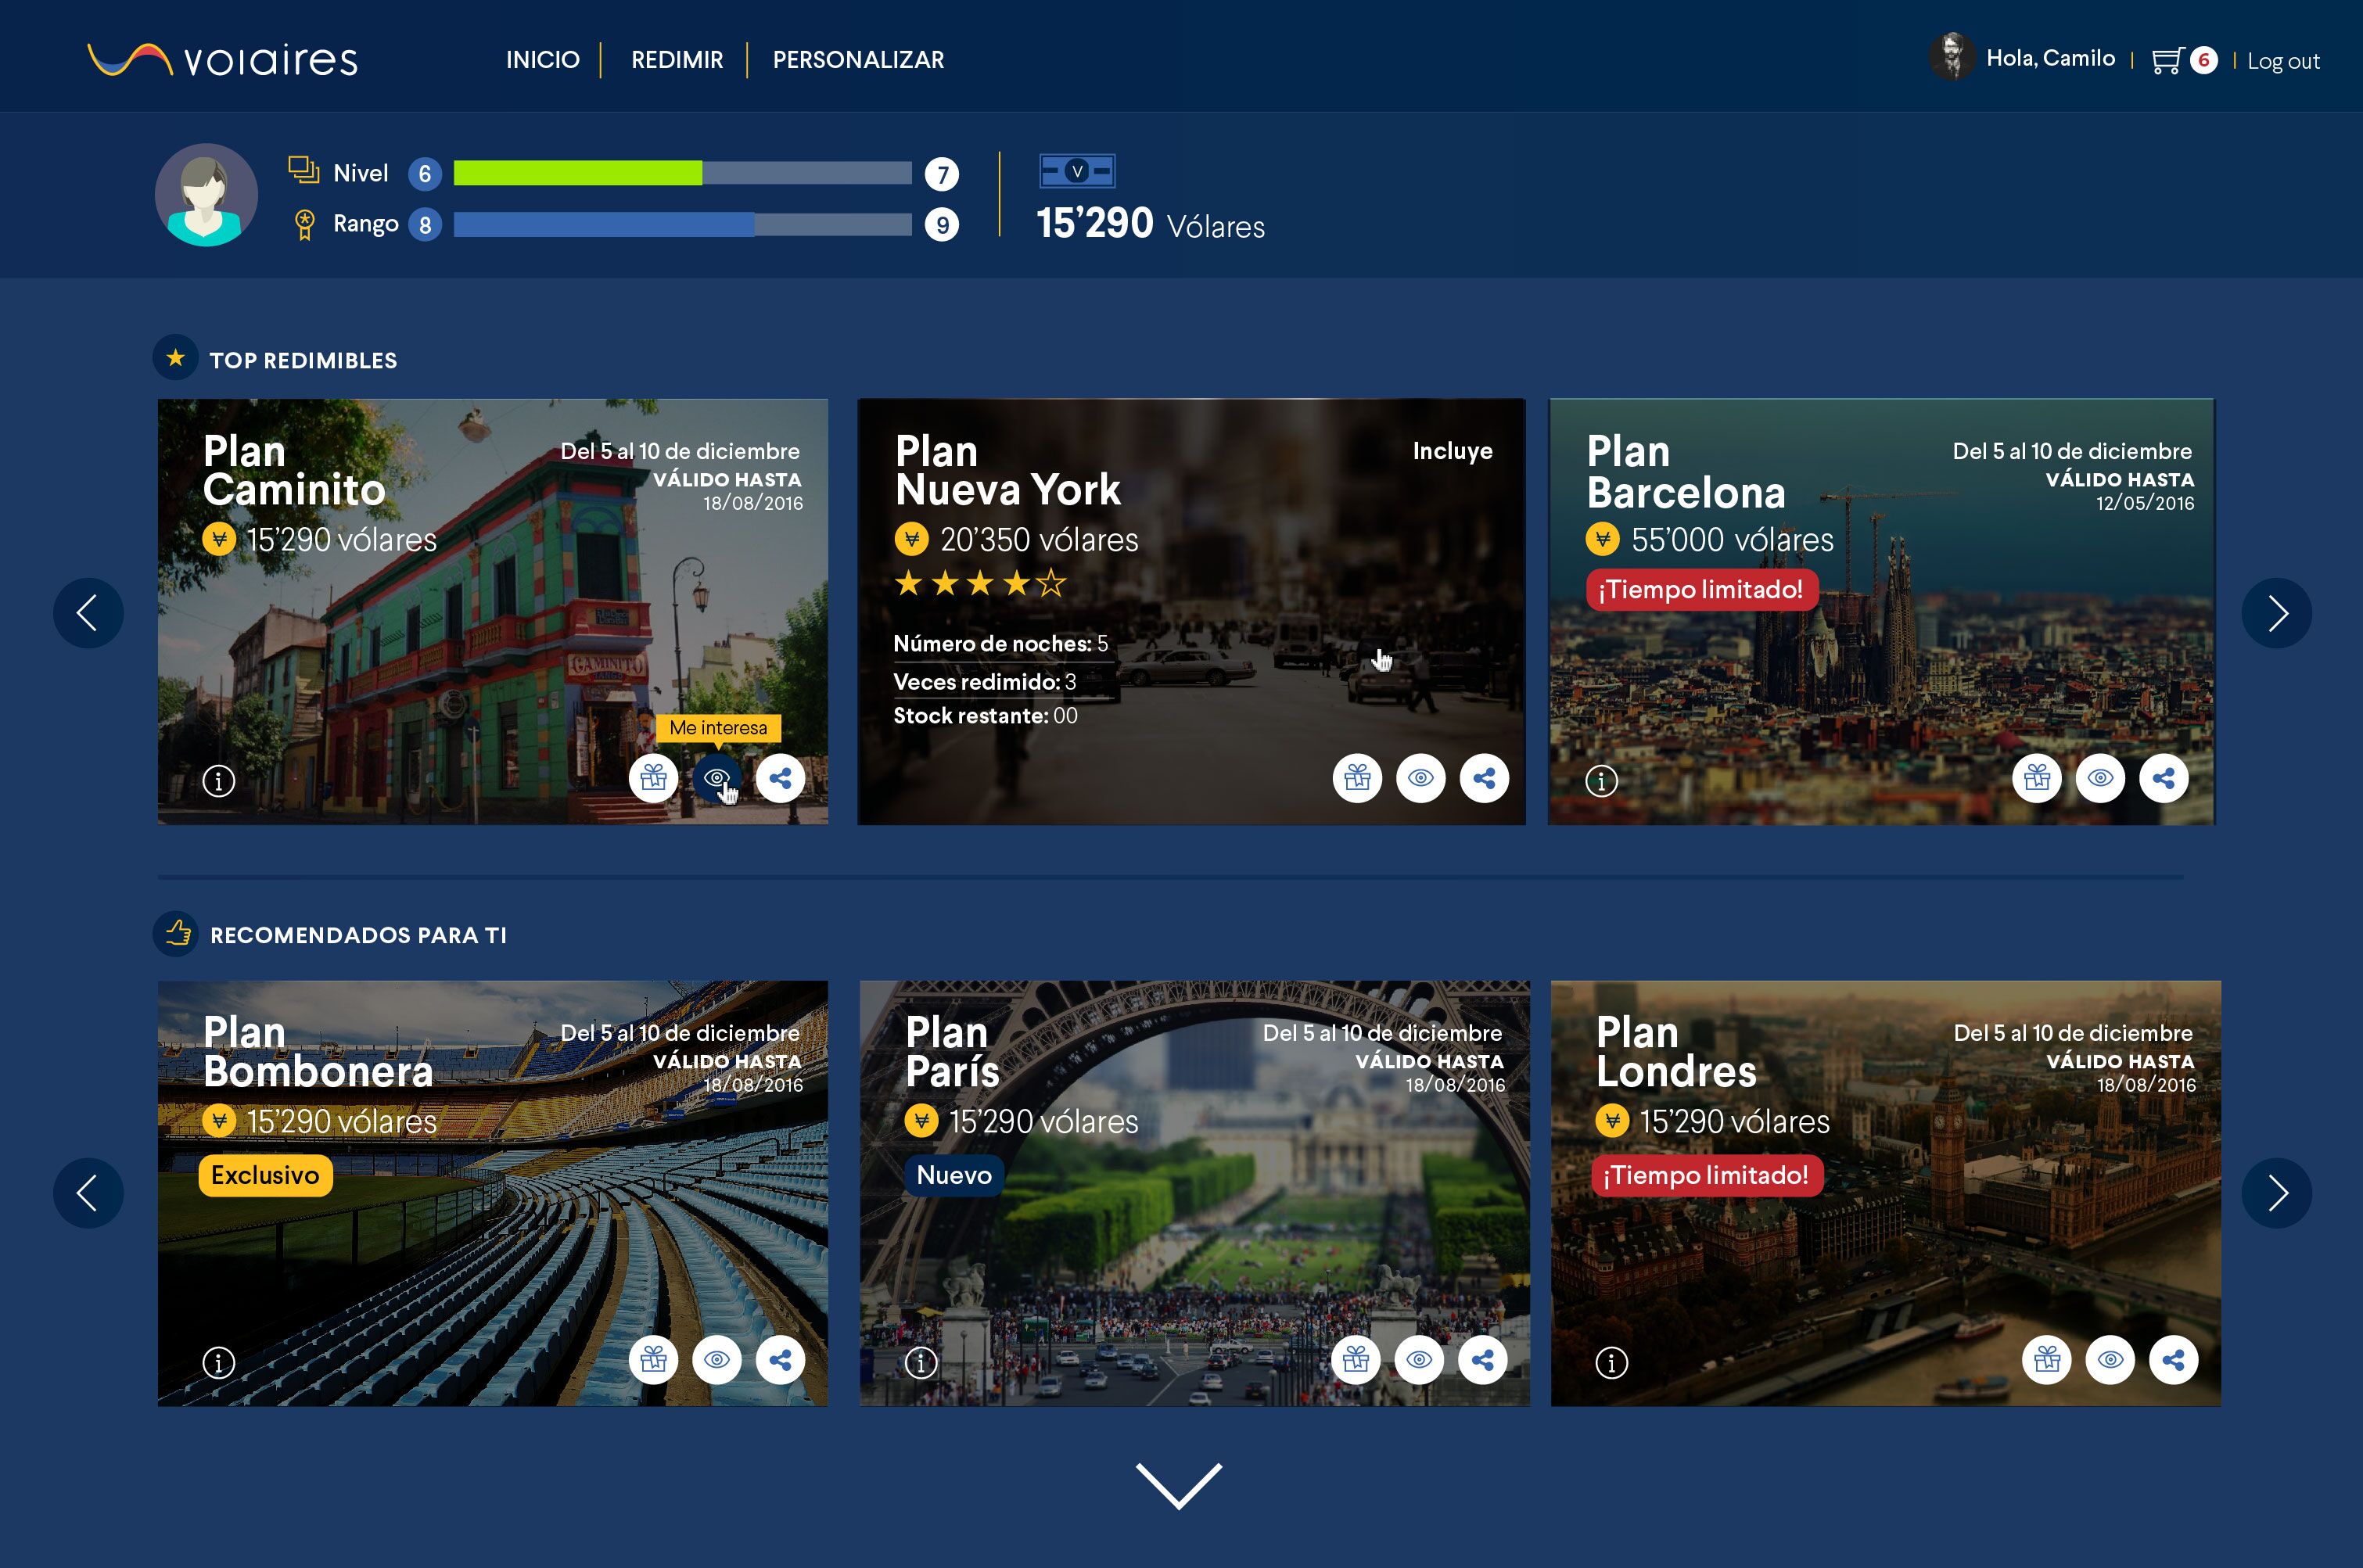 voıaires
INICIO
REDIMIR
PERSONALIZAR
Hola, Camilo
6
Log out
Nivel 6 7
Rango 8 9
V
15'290 Vólares
TOP REDIMIBLES
Plan
Caminito
15'290 vólares
Del 5 al 10 de diciembre
VÁLIDO HASTA
18/08/2016
CAMINITO
Me interesa
Plan
Nueva York
20'350 vólares
Incluye
Número de noches: 5
Veces redimido: 3
Stock restante: 00
Plan
Barcelona
55'000 vólares
¡Tiempo limitado!
Del 5 al 10 de diciembre
VÁLIDO HASTA
12/05/2016
RECOMENDADOS PARA TI
Plan
Bombonera
15'290 vólares
Exclusivo
Del 5 al 10 de diciembre
VÁLIDO HASTA
18/08/2016
Plan
París
15'290 vólares
Nuevo
Del 5 al 10 de diciembre
VÁLIDO HASTA
18/08/2016
Plan
Londres
15'290 vólares
¡Tiempo limitado!
Del 5 al 10 de diciembre
VÁLIDO HASTA
18/08/2016